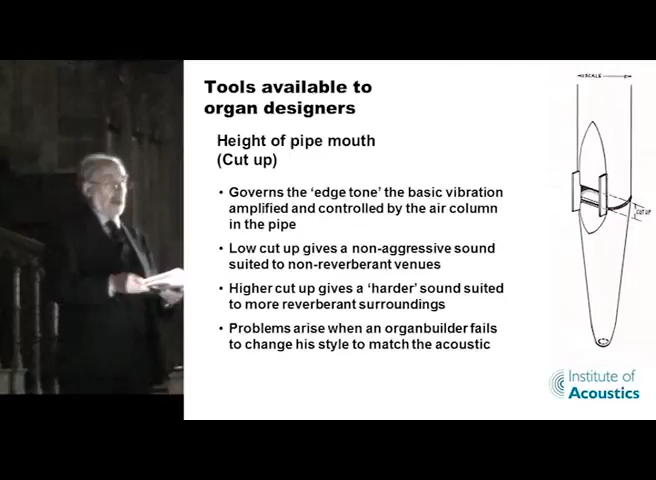 Tools available to
organ designers
Height of pipe mouth
(Cut up)
• Governs the ‘edge tone’ the basic vibration
amplified and controlled by the air column
in the pipe
• Low cut up gives a non-aggressive sound
suited to non-reverberant venues
• Higher cut up gives a ‘harder’ sound suited
to more reverberant surroundings
• Problems arise when an organbuilder fails
to change his style to match the acoustic
SCALE
CUT UP
Institute of
Acoustics